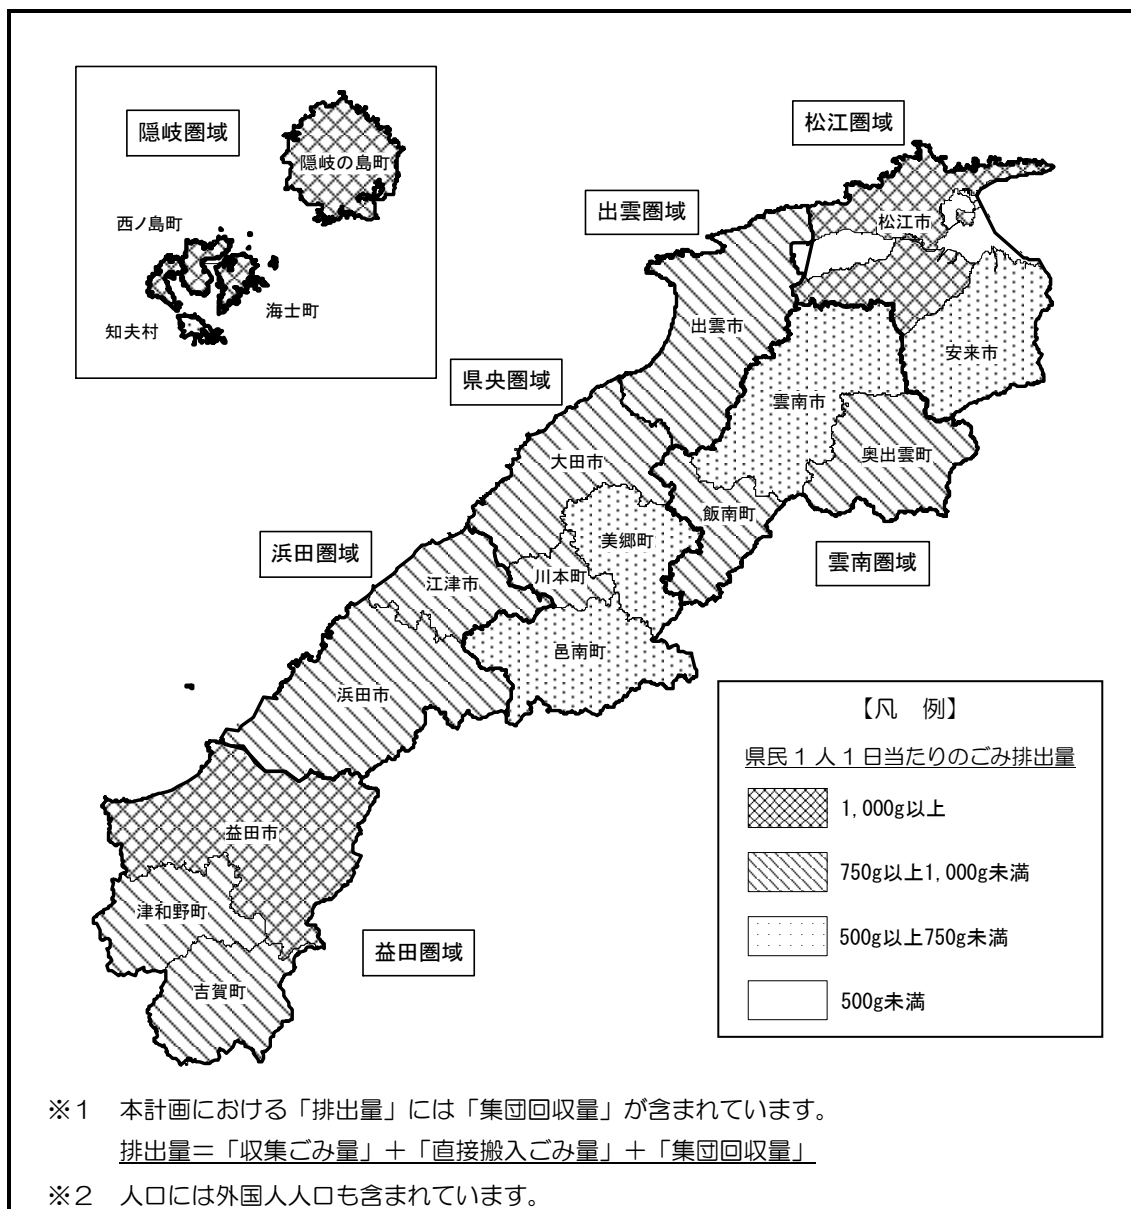 隠岐圏域
隠岐の島町
西ノ島町
海士町
知夫村
松江圏域
松江市
出雲圏域
出雲市
安来市
県央圏域
雲南市
大田市
奥出雲町
飯南町
美郷町
浜田圏域
川本町
江津市
雲南圏域
邑南町
浜田市
益田市
津和野町
益田圏域
吉賀町
【凡　例】
県民１人１日当たりのごみ排出量
1,000g以上
750g以上1,000g未満
500g以上750g未満
500g未満
※１　本計画における「排出量」には「集団回収量」が含まれています。
排出量＝「収集ごみ量」＋「直接搬入ごみ量」＋「集団回収量」
※２　人口には外国人人口も含まれています。